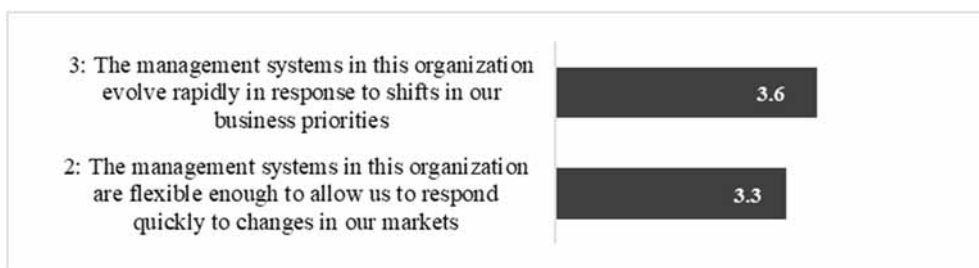 3: The management systems in this organization
evolve rapidly in response to shifts in our
business priorities
3.6
2: The management systems in this organization
are flexible enough to allow us to respond
quickly to changes in our markets
3.3